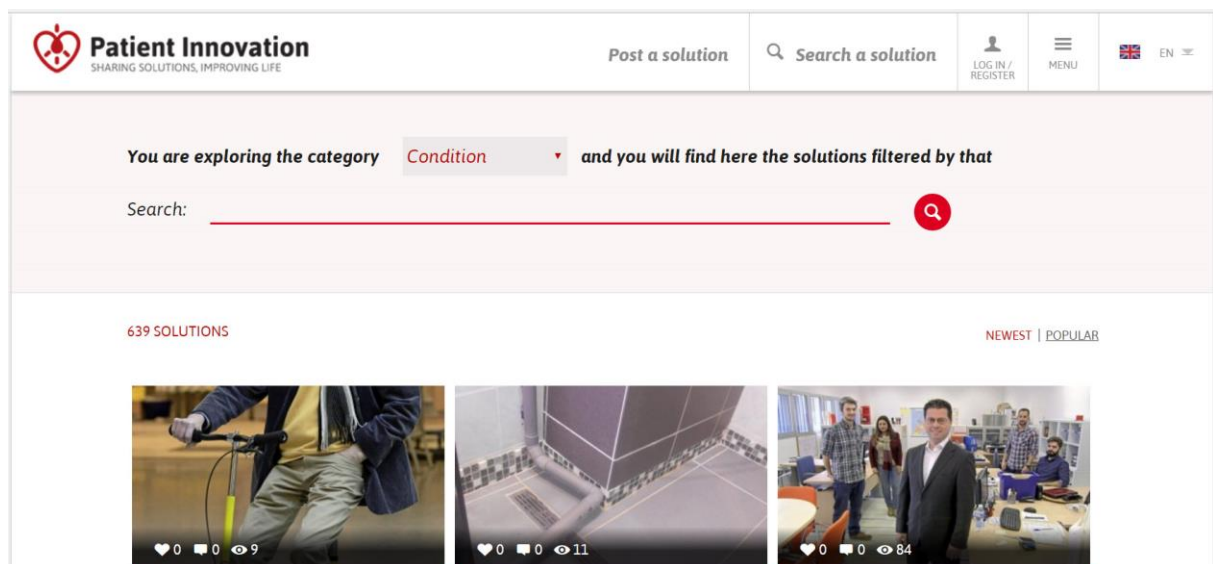 Patient Innovation
SHARING SOLUTIONS, IMPROVING LIFE
Post a solution
Search a solution
LOG IN /
REGISTER
MENU
EN
You are exploring the category Condition and you will find here the solutions filtered by that
Search:
639 SOLUTIONS
NEWEST | POPULAR
0 0 9
0 0 11
0 0 84